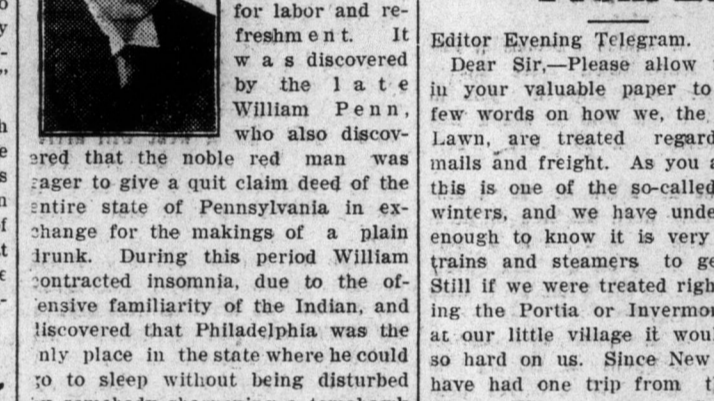 for labor and re-
freshment. It
was discovered
by the late
William Penn,
who also discov-
ered that the noble red man was
eager to give a quit claim deed of the
entire state of Pennsylvania in ex-
change for the makings of a plain
drunk. During this period William
contracted insomnia, due to the of-
ensive familiarity of the Indian, and
discovered that Philadelphia was the
nly place in the state where he could
go to sleep without being disturbed
Editor Evening Telegram.
Dear Sir,—Please allow
in your valuable paper to
few words on how we, the
Lawn, are treated regard
mails and freight. As you a
this is one of the so-called
winters, and we have unde
enough to know it is very
trains and steamers to ge
Still if we were treated righ
ing the Portia or Invermor
at our little village it wou
so hard on us. Since New
have had one trip from t